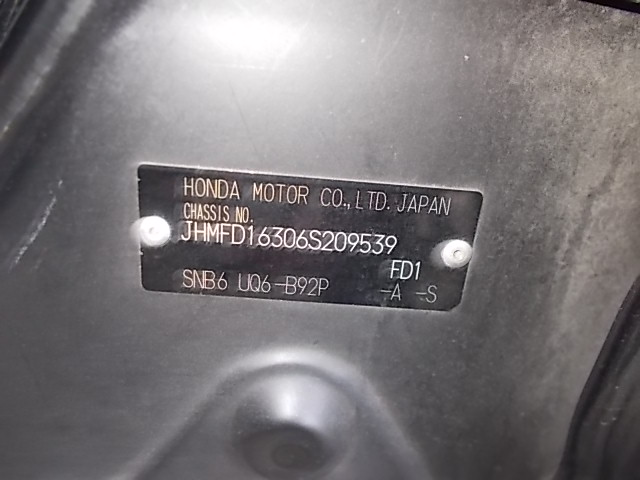 HONDA MOTOR CO.,LTD.JAPAN
CHASSIS NO.
JHMFD16306S209539
FD1
SNB6 UQ6-B92P -A -S